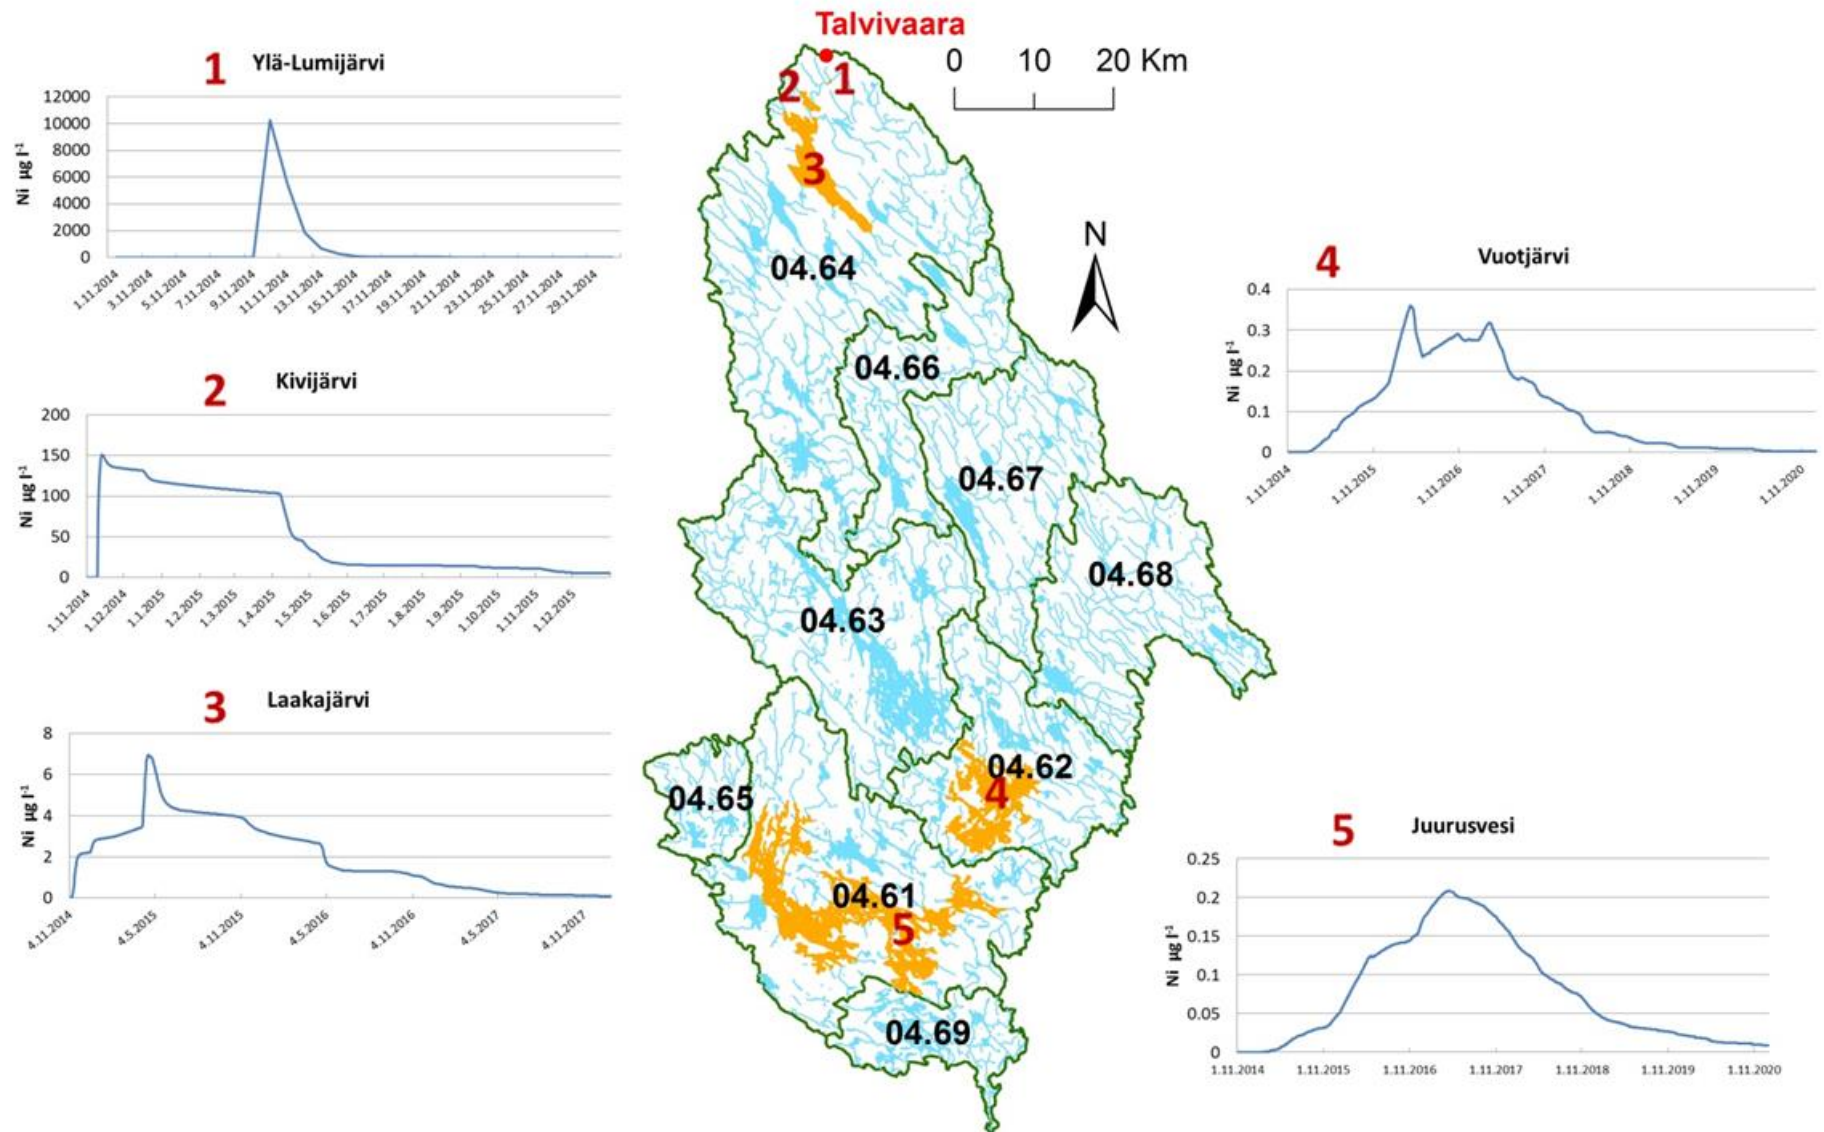 Talvivaara
0 10 20 Km
1 Ylä-Lumijärvi
Ni µg l-1
12000
10000
8000
6000
4000
2000
0
1.11.2014 3.11.2014 5.11.2014 7.11.2014 9.11.2014 11.11.2014 13.11.2014 15.11.2014 17.11.2014 19.11.2014 21.11.2014 23.11.2014 25.11.2014 27.11.2014 29.11.2014
2 Kivijärvi
Ni µg l-1
200
150
100
50
0
1.11.2014 1.12.2014 1.1.2015 1.2.2015 1.3.2015 1.4.2015 1.5.2015 1.6.2015 1.7.2015 1.8.2015 1.9.2015 1.10.2015 1.11.2015 1.12.2015
3 Laakajärvi
Ni µg l-1
8
6
4
2
0
4.11.2014 4.5.2015 4.11.2015 4.5.2016 4.11.2016 4.5.2017 4.11.2017
2 1
3
04.64
04.66
04.67
04.68
04.63
04.62
4
04.65
04.61
5
04.69
N
4 Vuotjärvi
Ni µg l-1
0.4
0.3
0.2
0.1
0
1.11.2014 1.11.2015 1.11.2016 1.11.2017 1.11.2018 1.11.2019 1.11.2020
5 Juurusvesi
Ni µg l-1
0.25
0.2
0.15
0.1
0.05
0
1.11.2014 1.11.2015 1.11.2016 1.11.2017 1.11.2018 1.11.2019 1.11.2020